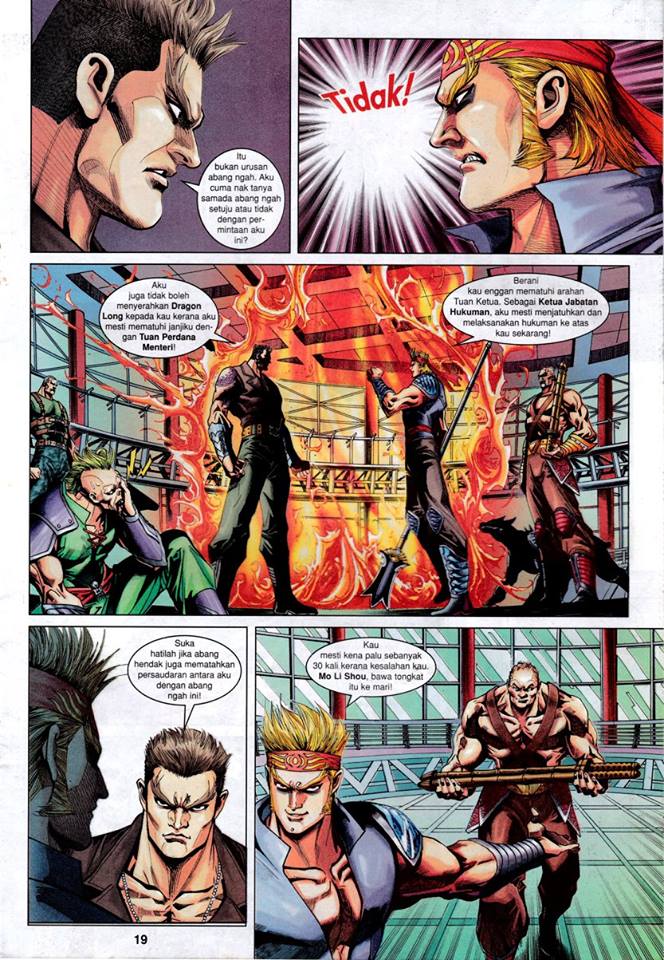 Itu
bukan urusan
abang ngah. Aku
cuma nak tanya
samada abang ngah
setuju atau tidak
dengan per-
mintaan aku
ini?
Tidak!
Aku
juga tidak boleh
menyerahkan Dragon
Long kepada kau kerana aku
mesti mematuhi janjiku de-
ngan Tuan Perdana
Menteri!
Berani
kau enggan mematuhi arahan
Tuan Ketua. Sebagai Ketua Jabatan
Hukuman, aku mesti menjatuhkan dan
melaksanakan hukuman ke atas
kau sekarang!
Suka
hatilah jika abang
hendak juga mematahkan
persaudaran antara aku
dengan abang
ngah ini!
Kau
mesti kena palu sebanyak
30 kali kerana kesalahan kau.
Mo Li Shou, bawa tongkat
itu ke mari!
19